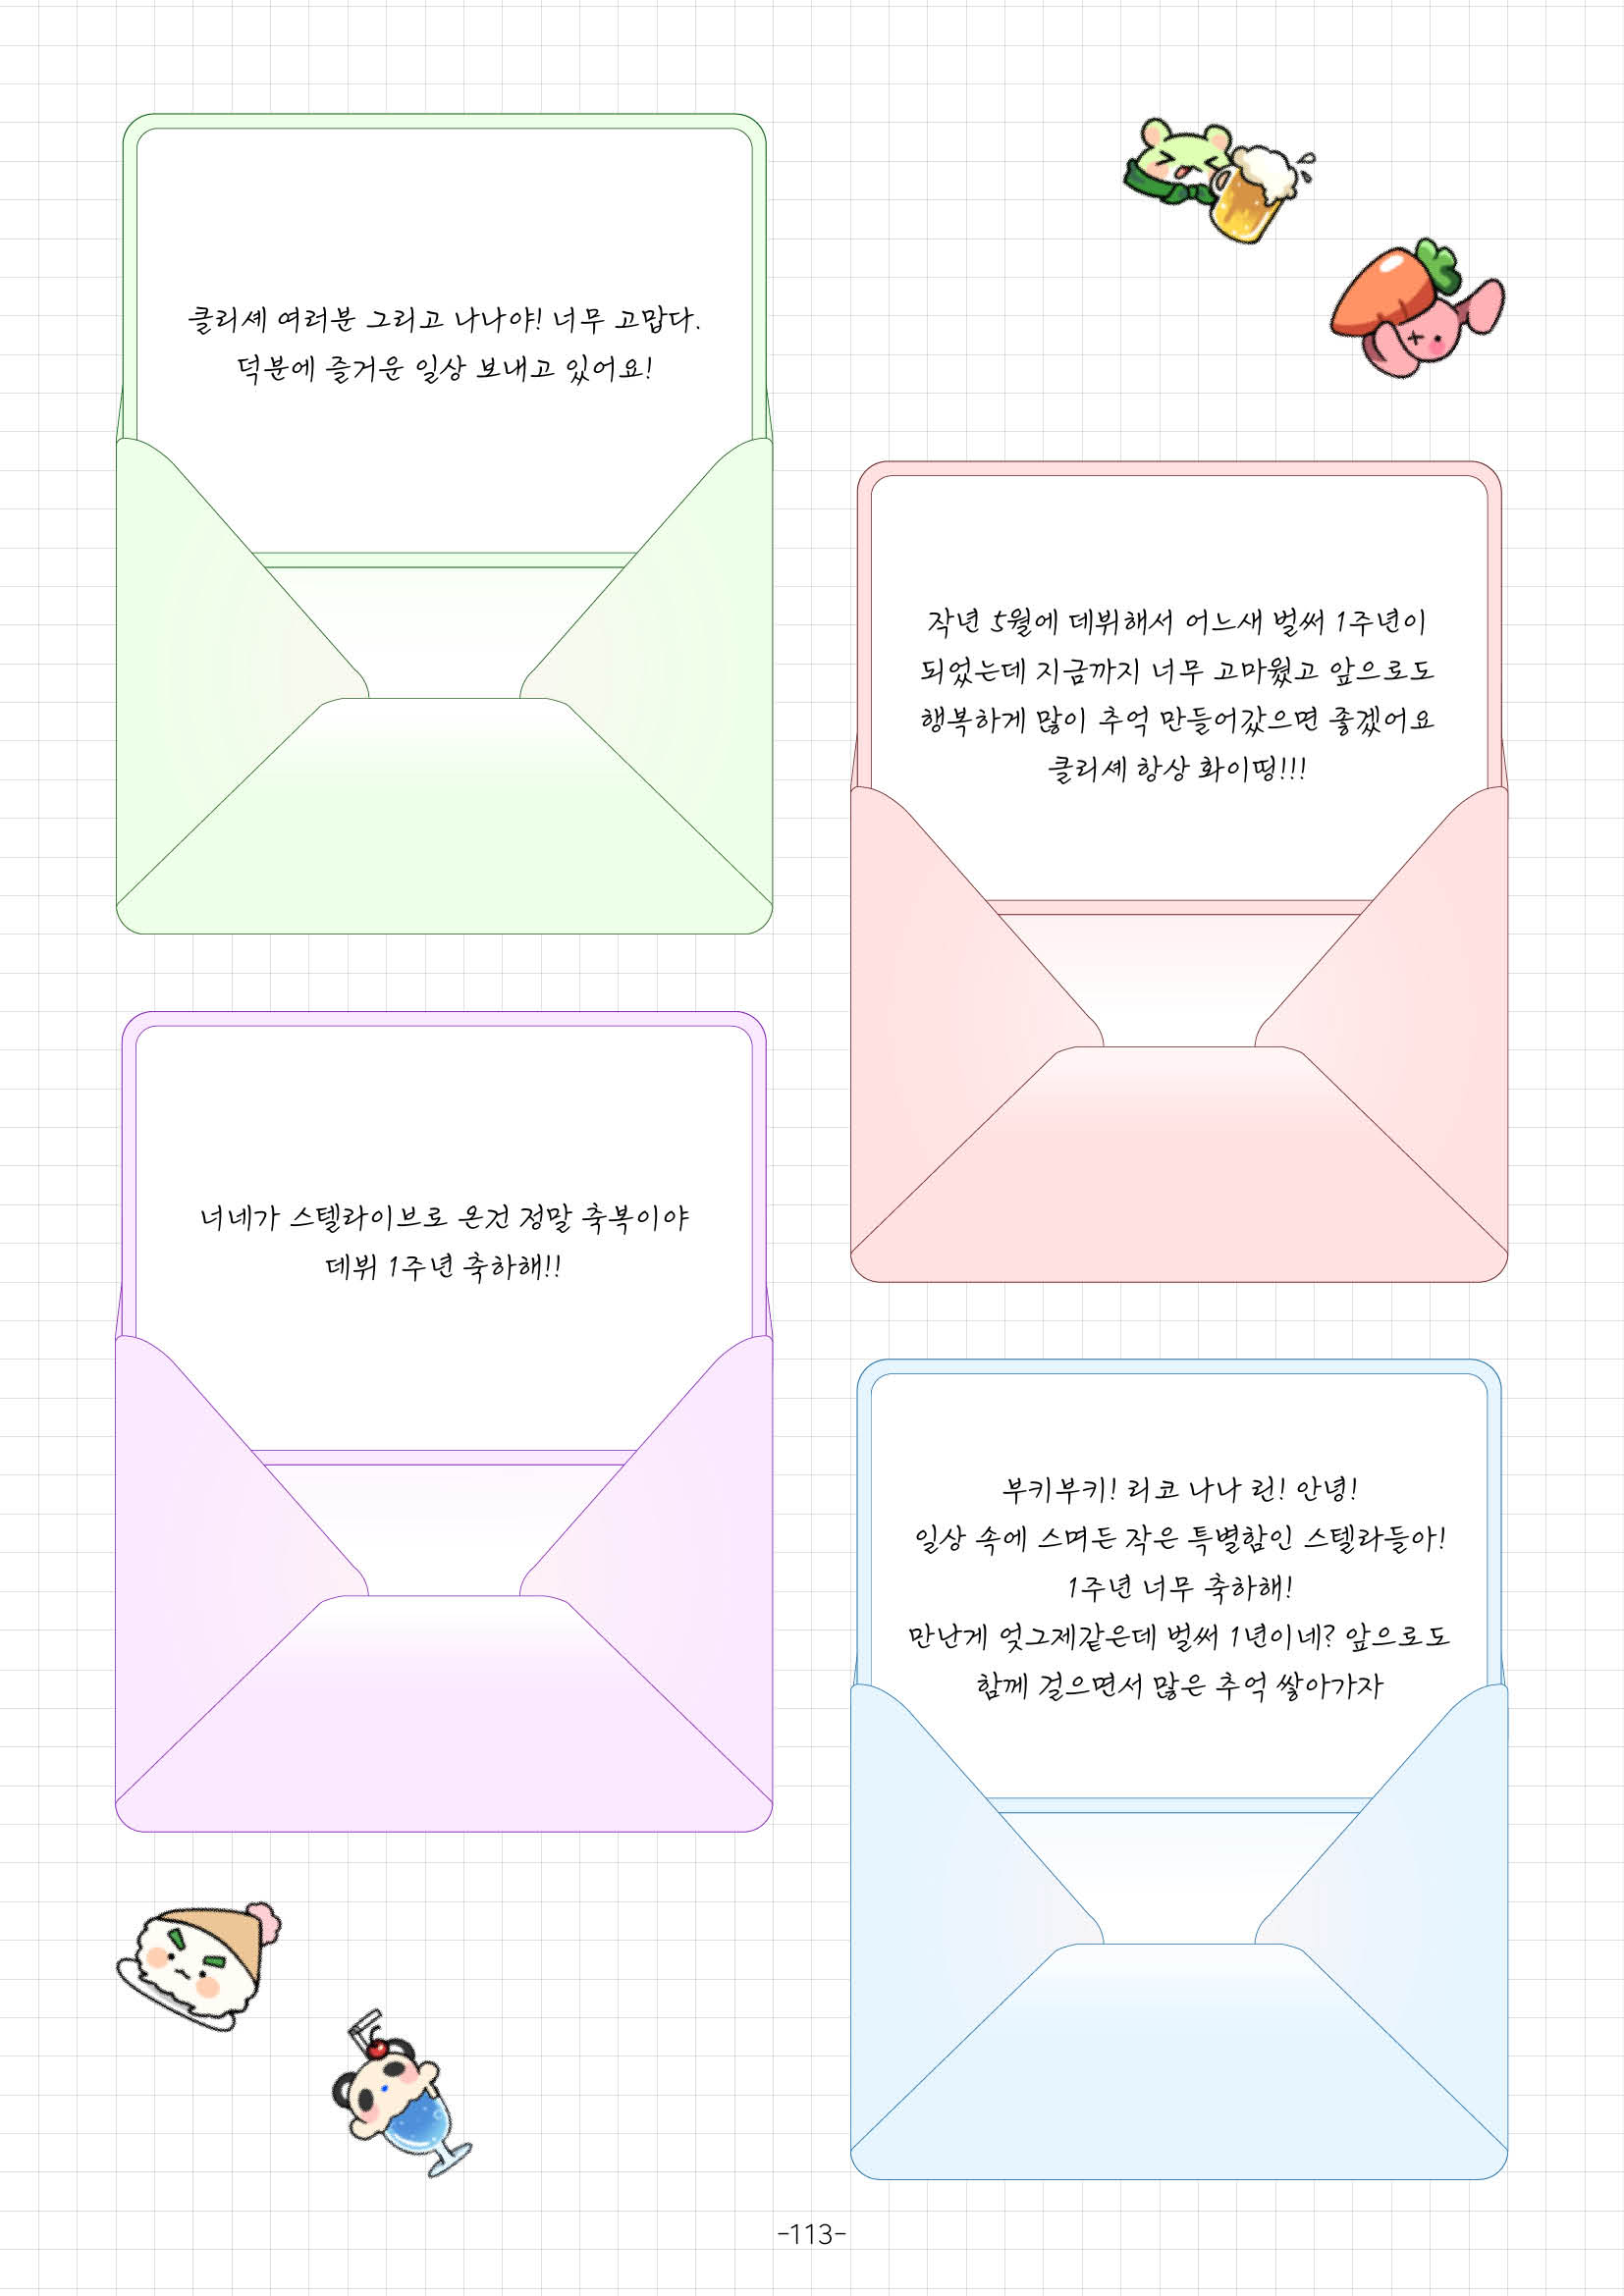 클리셰 여러분 그리고 나나야! 너무 고맙다.
덕분에 즐거운 일상 보내고 있어요!
작년 5월에 데뷔해서 어느새 벌써 1주년이
되었는데 지금까지 너무 고마웠고 앞으로도
행복하게 많이 추억 만들어갔으면 좋겠어요
클리셰 항상 화이띵!!!
너네가 스텔라이브로 온건 정말 축복이야
데뷔 1주년 축하해!!
부키부키! 리코 나나 린! 안녕!
일상 속에 스며든 작은 특별함인 스텔라들아!
1주년 너무 축하해!
만난게 엊그제같은데 벌써 1년이네? 앞으로도
함께 걸으면서 많은 추억 쌓아가자
-113-